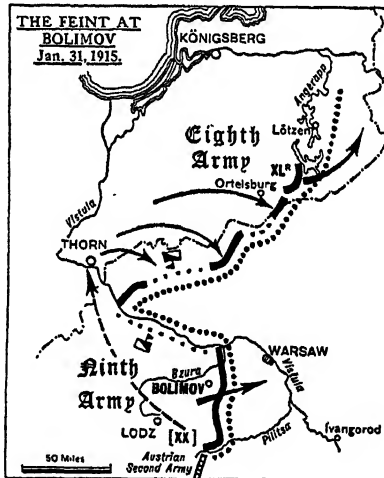 THE FEINT AT
BOLIMOV
Jan. 31, 1915.
KÖNIGSBERG
Angerapp
Lötzen
Eighth
Army
XLᴿ
Ortelsburg
Vistula
THORN
Ninth
Army
WARSAW
Bzura
BOLIMOV
Vistula
LODZ
[XX]
Pilitsa
Ivangorod
Austrian
Second Army
50 Miles